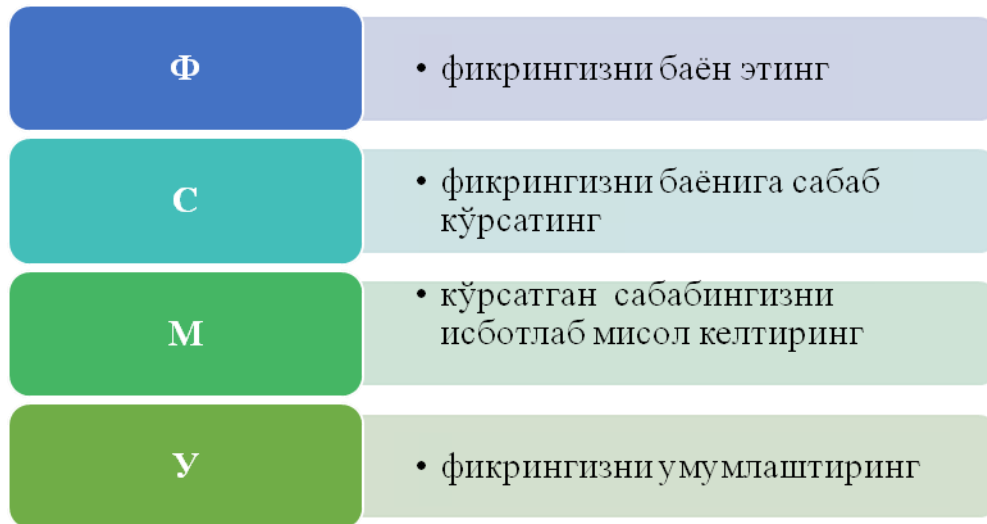 Ф
• фикрингизни баён этинг
С
• фикрингизни баёнига сабаб
кўрсатинг
М
• кўрсатган сабабингизни
исботлаб мисол келтиринг
У
• фикрингизни умумлаштиринг